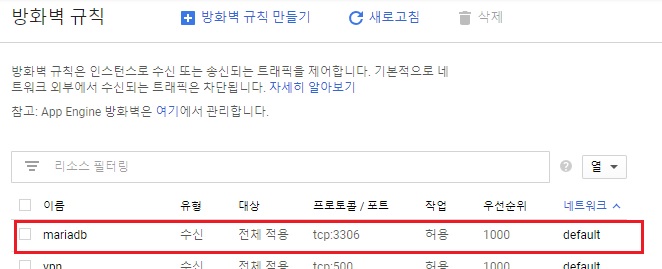 방화벽 규칙 방화벽 규칙 만들기 새로고침 삭제
방화벽 규칙은 인스턴스로 수신 또는 송신되는 트래픽을 제어합니다. 기본적으로 네
트워크 외부에서 수신되는 트래픽은 차단됩니다. 자세히 알아보기
참고: App Engine 방화벽은 여기에서 관리합니다.
리소스 필터링 열
이름 유형 대상 프로토콜 / 포트 작업 우선순위 네트워크
mariadb 수신 전체 적용 tcp:3306 허용 1000 default
vpn 수신 전체 적용 tcp:500 허용 1000 default